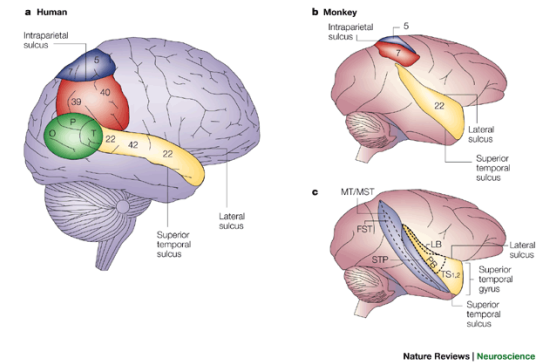 a Human
Intraparietal
sulcus
5
7
40
39
P
O
T
22
42
22
Lateral
sulcus
Superior
temporal
sulcus
b Monkey
Intraparietal
sulcus
5
7
22
Lateral
sulcus
Superior
temporal
sulcus
c
MT/MST
FST
STP
LB
PB
TS1,2
Lateral
sulcus
Superior
temporal
gyrus
Superior
temporal
sulcus
Nature Reviews | Neuroscience